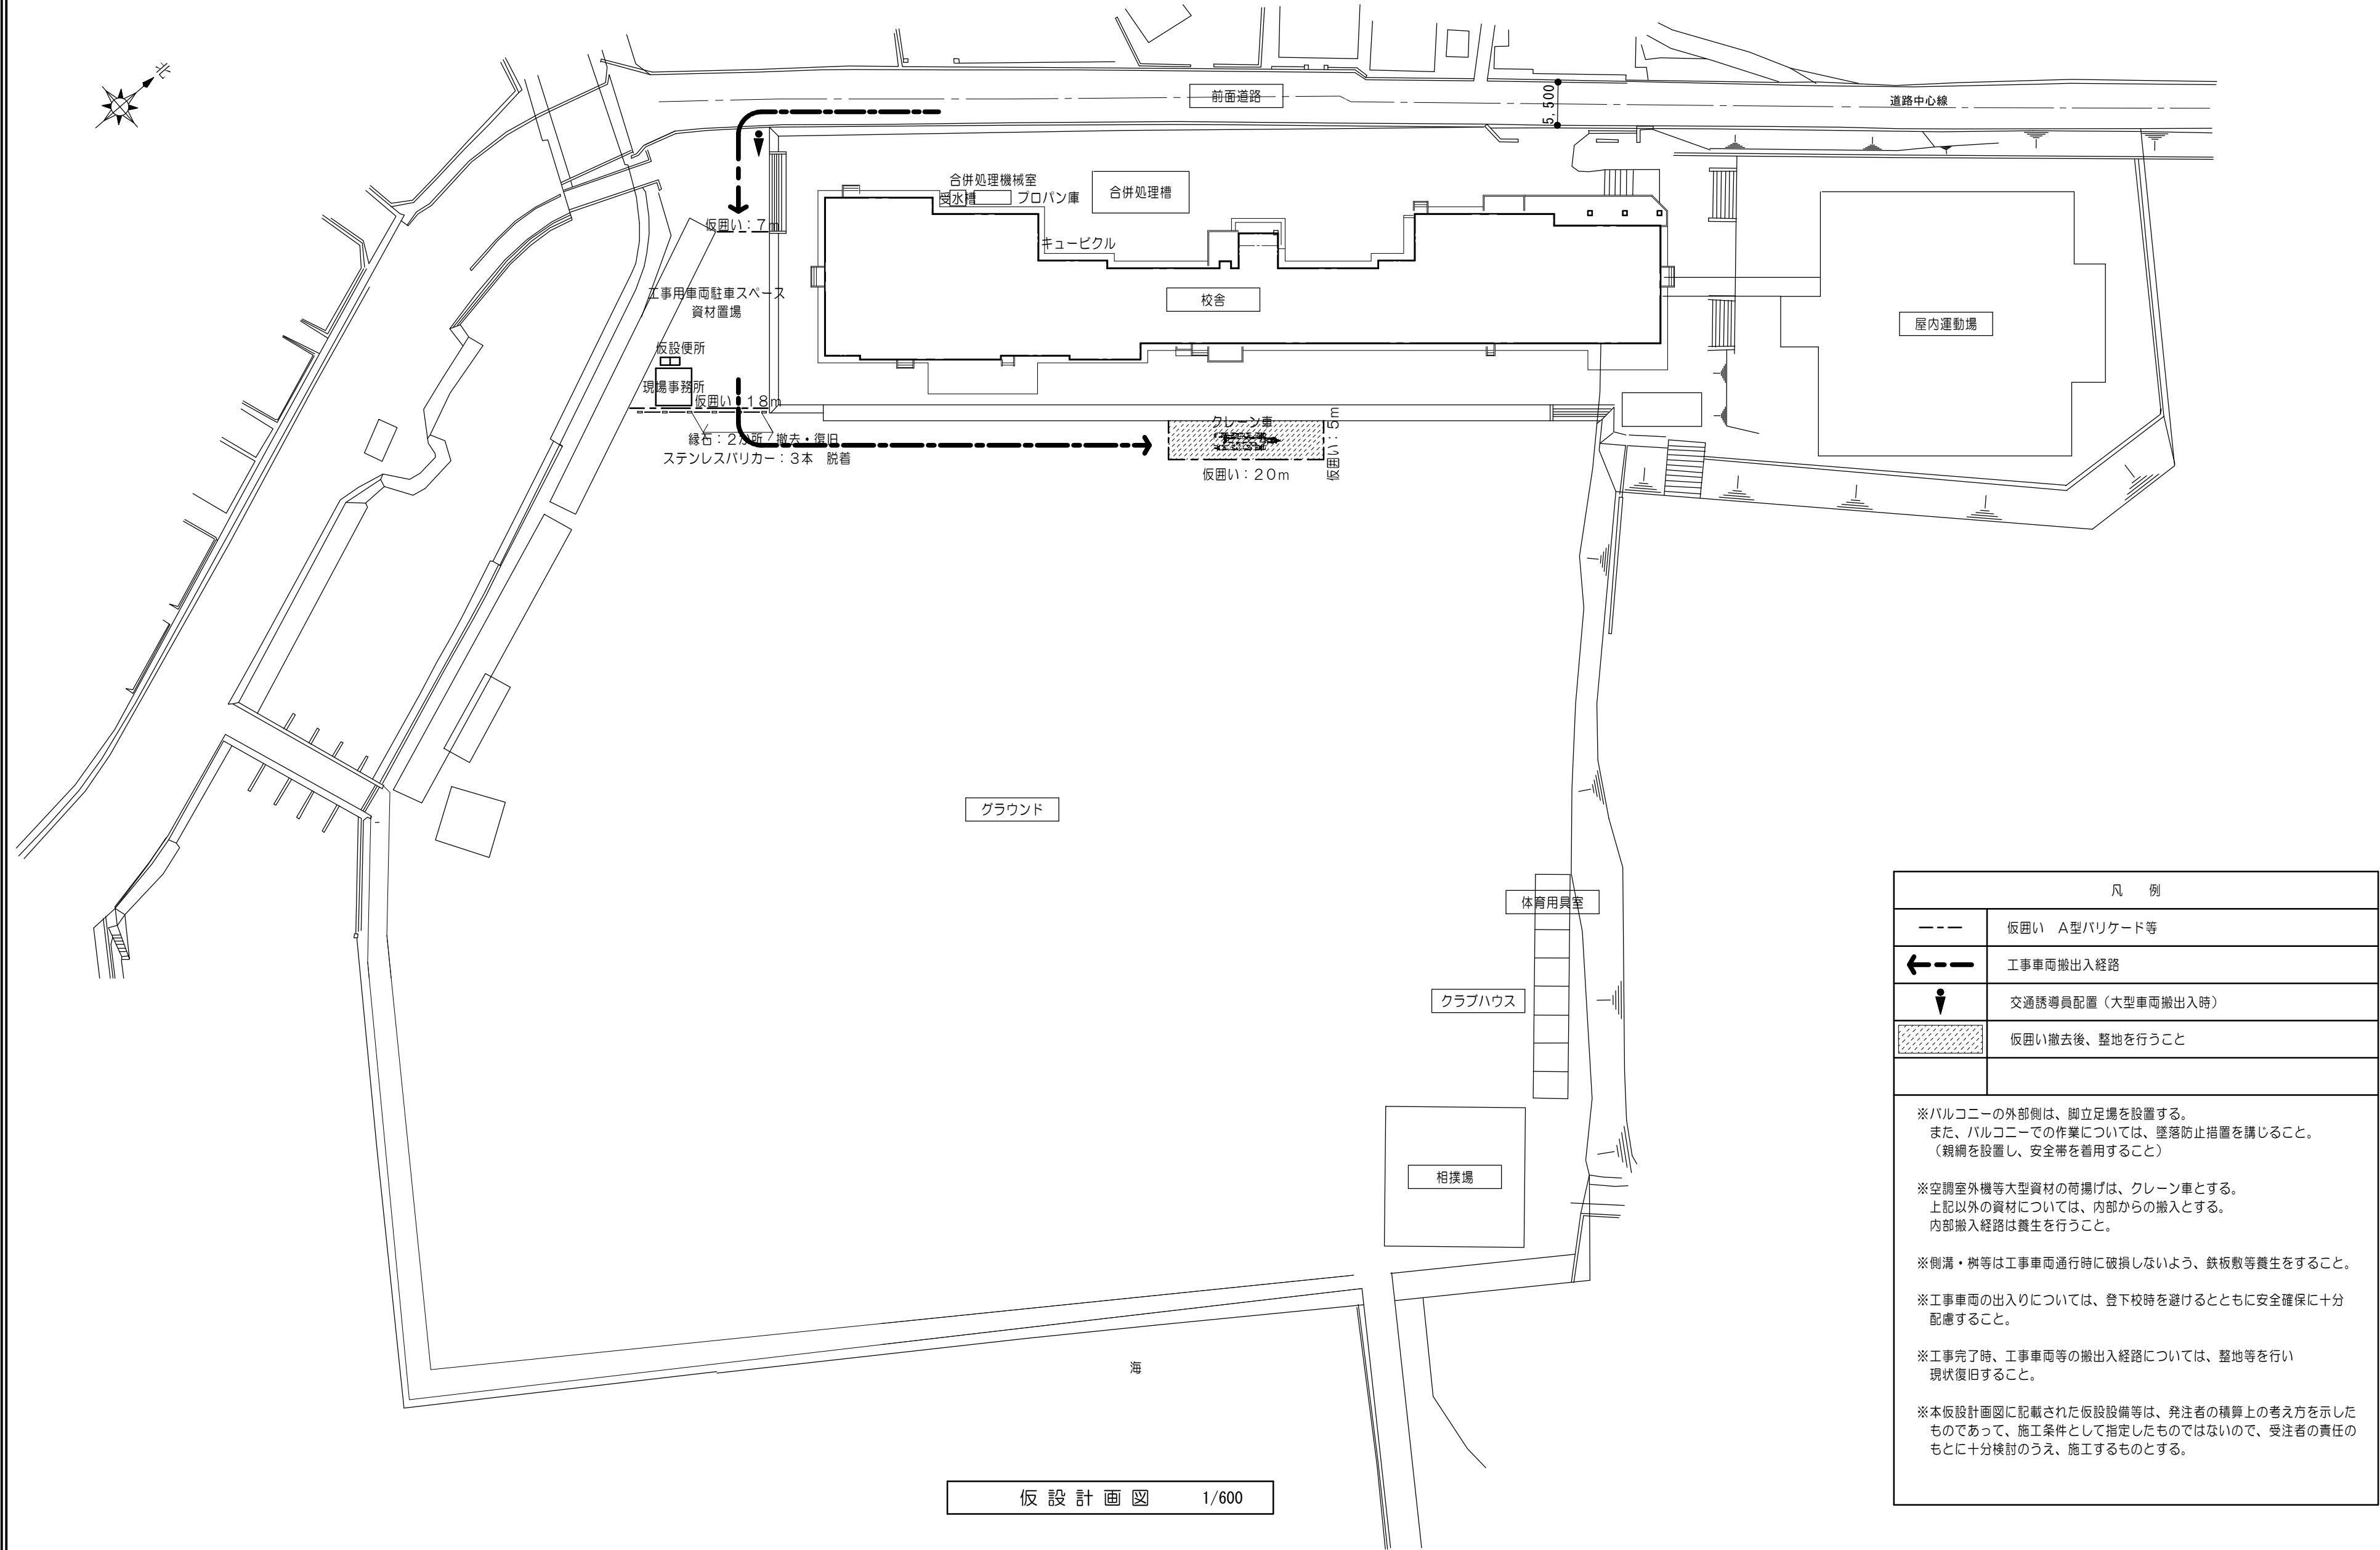 北
前面道路
5,500
道路中心線
合併処理機械室
受水槽
プロパン庫
合併処理槽
仮囲い：７ｍ
キュービクル
工事用車両駐車スペース
資材置場
校舎
屋内運動場
仮設便所
現場事務所
仮囲い：１８ｍ
縁石：２か所 撤去・復旧
ステンレスバリカー：３本　脱着
クレーン車
仮囲い：５ｍ
仮囲い：２０ｍ
グラウンド
体育用具室
クラブハウス
相撲場
海
凡　例
仮囲い　Ａ型バリケード等
工事車両搬出入経路
交通誘導員配置（大型車両搬出入時）
仮囲い撤去後、整地を行うこと
※バルコニーの外部側は、脚立足場を設置する。
また、バルコニーでの作業については、墜落防止措置を講じること。
（親綱を設置し、安全帯を着用すること）
※空調室外機等大型資材の荷揚げは、クレーン車とする。
上記以外の資材については、内部からの搬入とする。
内部搬入経路は養生を行うこと。
※側溝・桝等は工事車両通行時に破損しないよう、鉄板敷等養生をすること。
※工事車両の出入りについては、登下校時を避けるとともに安全確保に十分
配慮すること。
※工事完了時、工事車両等の搬出入経路については、整地等を行い
現状復旧すること。
※本仮設計画図に記載された仮設設備等は、発注者の積算上の考え方を示した
ものであって、施工条件として指定したものではないので、受注者の責任の
もとに十分検討のうえ、施工するものとする。
仮設計画図　1/600